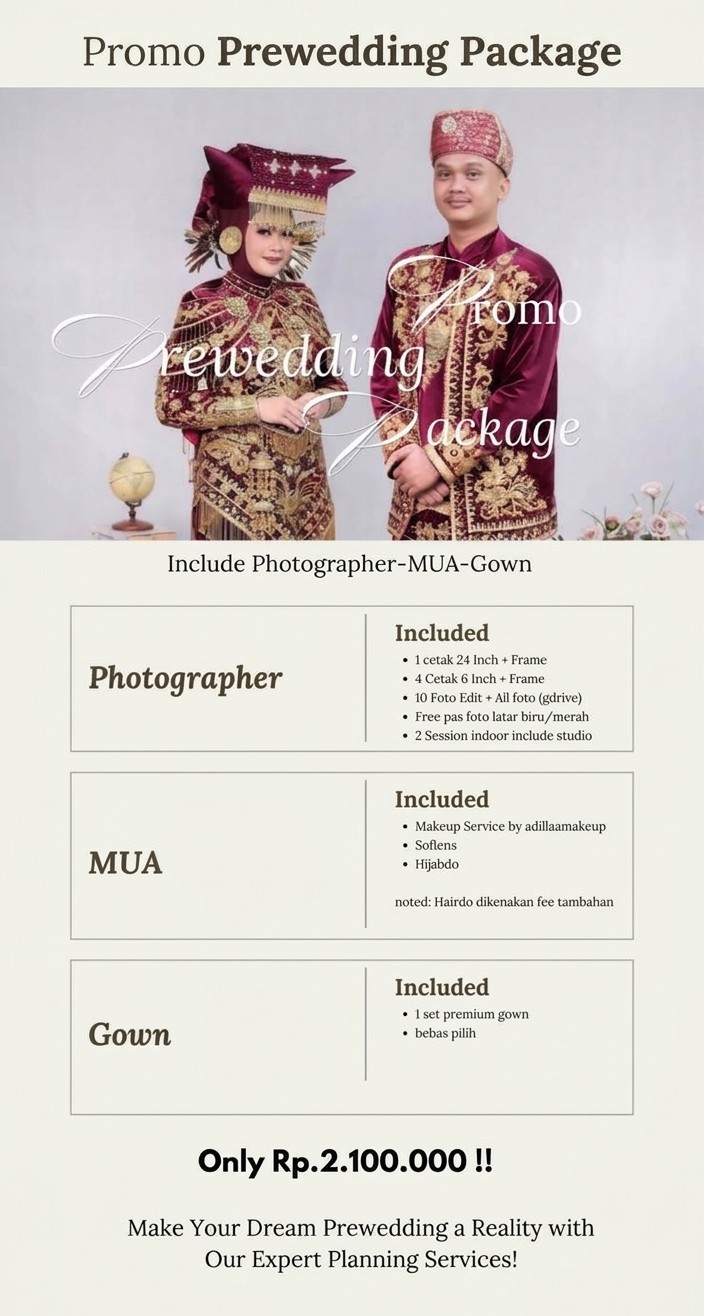 Promo Prewedding Package
Promo
Prewedding
Package
Include Photographer-MUA-Gown
Photographer
Included
• 1 cetak 24 Inch + Frame
• 4 Cetak 6 Inch + Frame
• 10 Foto Edit + Ail foto (gdrive)
• Free pas foto latar biru/merah
• 2 Session indoor include studio
MUA
Included
• Makeup Service by adillaamakeup
• Soflens
• Hijabdo
noted: Hairdo dikenakan fee tambahan
Gown
Included
• 1 set premium gown
• bebas pilih
Only Rp.2.100.000 !!
Make Your Dream Prewedding a Reality with
Our Expert Planning Services!